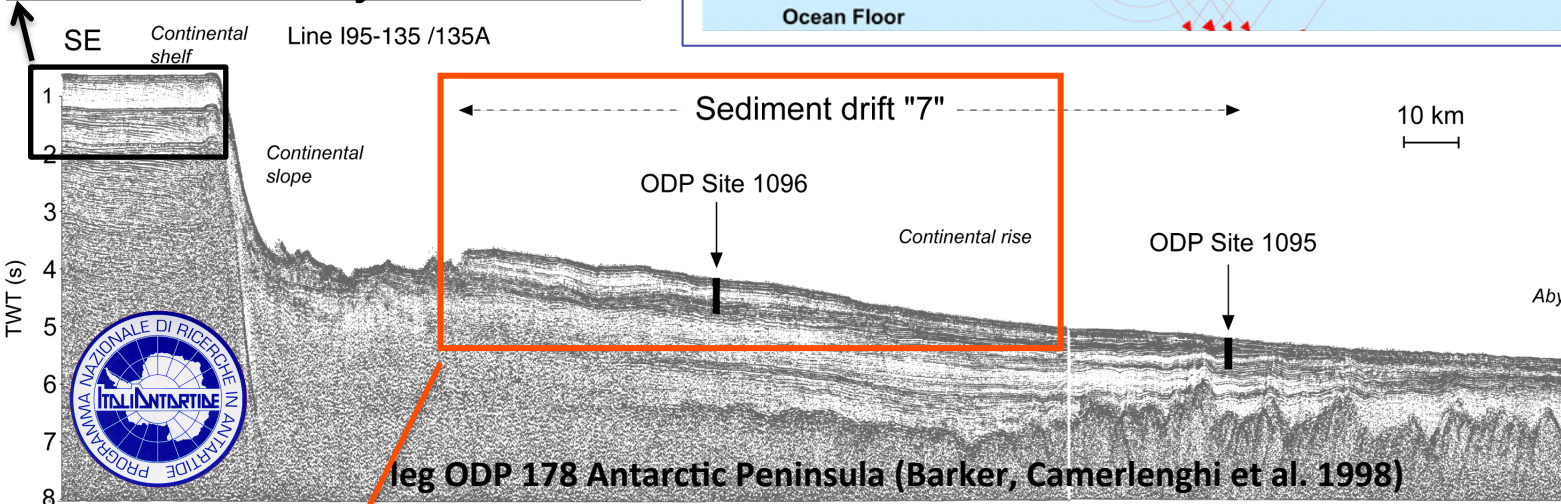 Ocean Floor
SE
Continental
shelf
Line I95-135 /135A
1
Sediment drift "7"
10 km
2
Continental
slope
ODP Site 1096
3
Continental rise
ODP Site 1095
4
TWT (s)
Aby
5
PROGRAMMA NAZIONALE DI RICERCHE IN ANTARTIDE
6
ITALIANTARTIDE
7
leg ODP 178 Antarctic Peninsula (Barker, Camerlenghi et al. 1998)
8